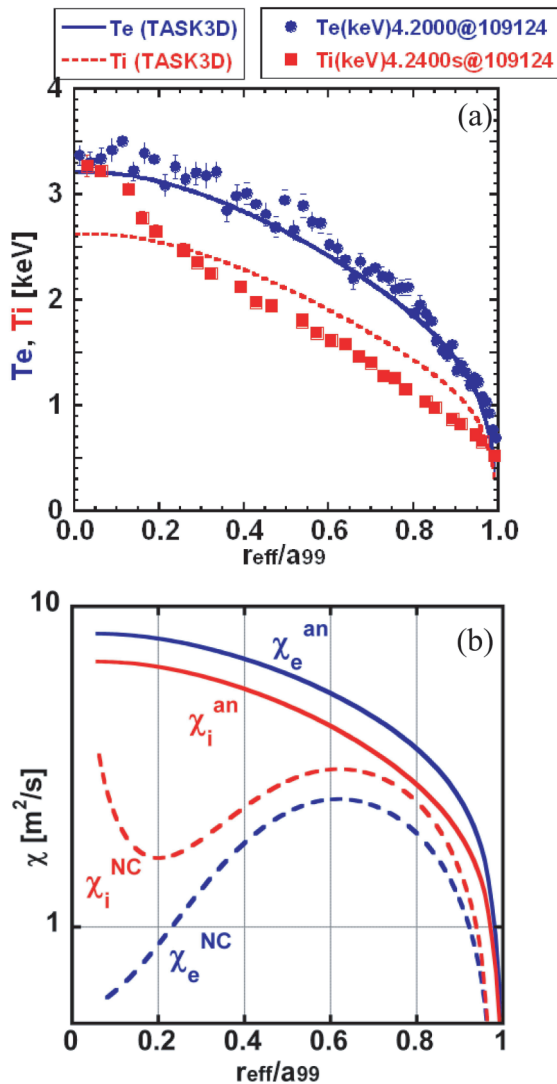 Te (TASK3D)
Ti (TASK3D)
Te(keV)4.2000@109124
Ti(keV)4.2400s@109124
(a)
4
3
2
1
0
Te, Ti [keV]
0.0 0.2 0.4 0.6 0.8 1.0
reff/a99
(b)
10
1
χ [m²/s]
χe^an
χi^an
χi^NC
χe^NC
0 0.2 0.4 0.6 0.8 1
reff/a99